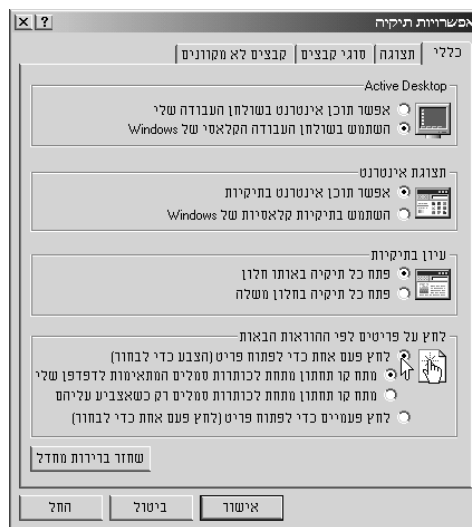 אפשרויות תיקיה
כללי
תצוגה
סוגי קבצים
קבצים לא מקוונים
Active Desktop
אפשר תוכן אינטרנט בשולחן העבודה שלי
השתמש בשולחן העבודה הקלאסי של Windows
תצוגת אינטרנט
אפשר תוכן אינטרנט בתיקיות
השתמש בתיקיות קלאסיות של Windows
עיון בתיקיות
פתח כל תיקיה באותו חלון
פתח כל תיקיה בחלון משלה
לחץ על פריטים לפי ההוראות הבאות
לחץ פעם אחת כדי לפתוח פריט (הצבע כדי לבחור)
מתח קו תחתון מתחת לכותרות סמלים המתאימות לדפדפן שלי
מתח קו תחתון מתחת לכותרות סמלים רק כשאצביע עליהם
לחץ פעמיים כדי לפתוח פריט (לחץ פעם אחת כדי לבחור)
שחזר ברירות מחדל
אישור
ביטול
החל